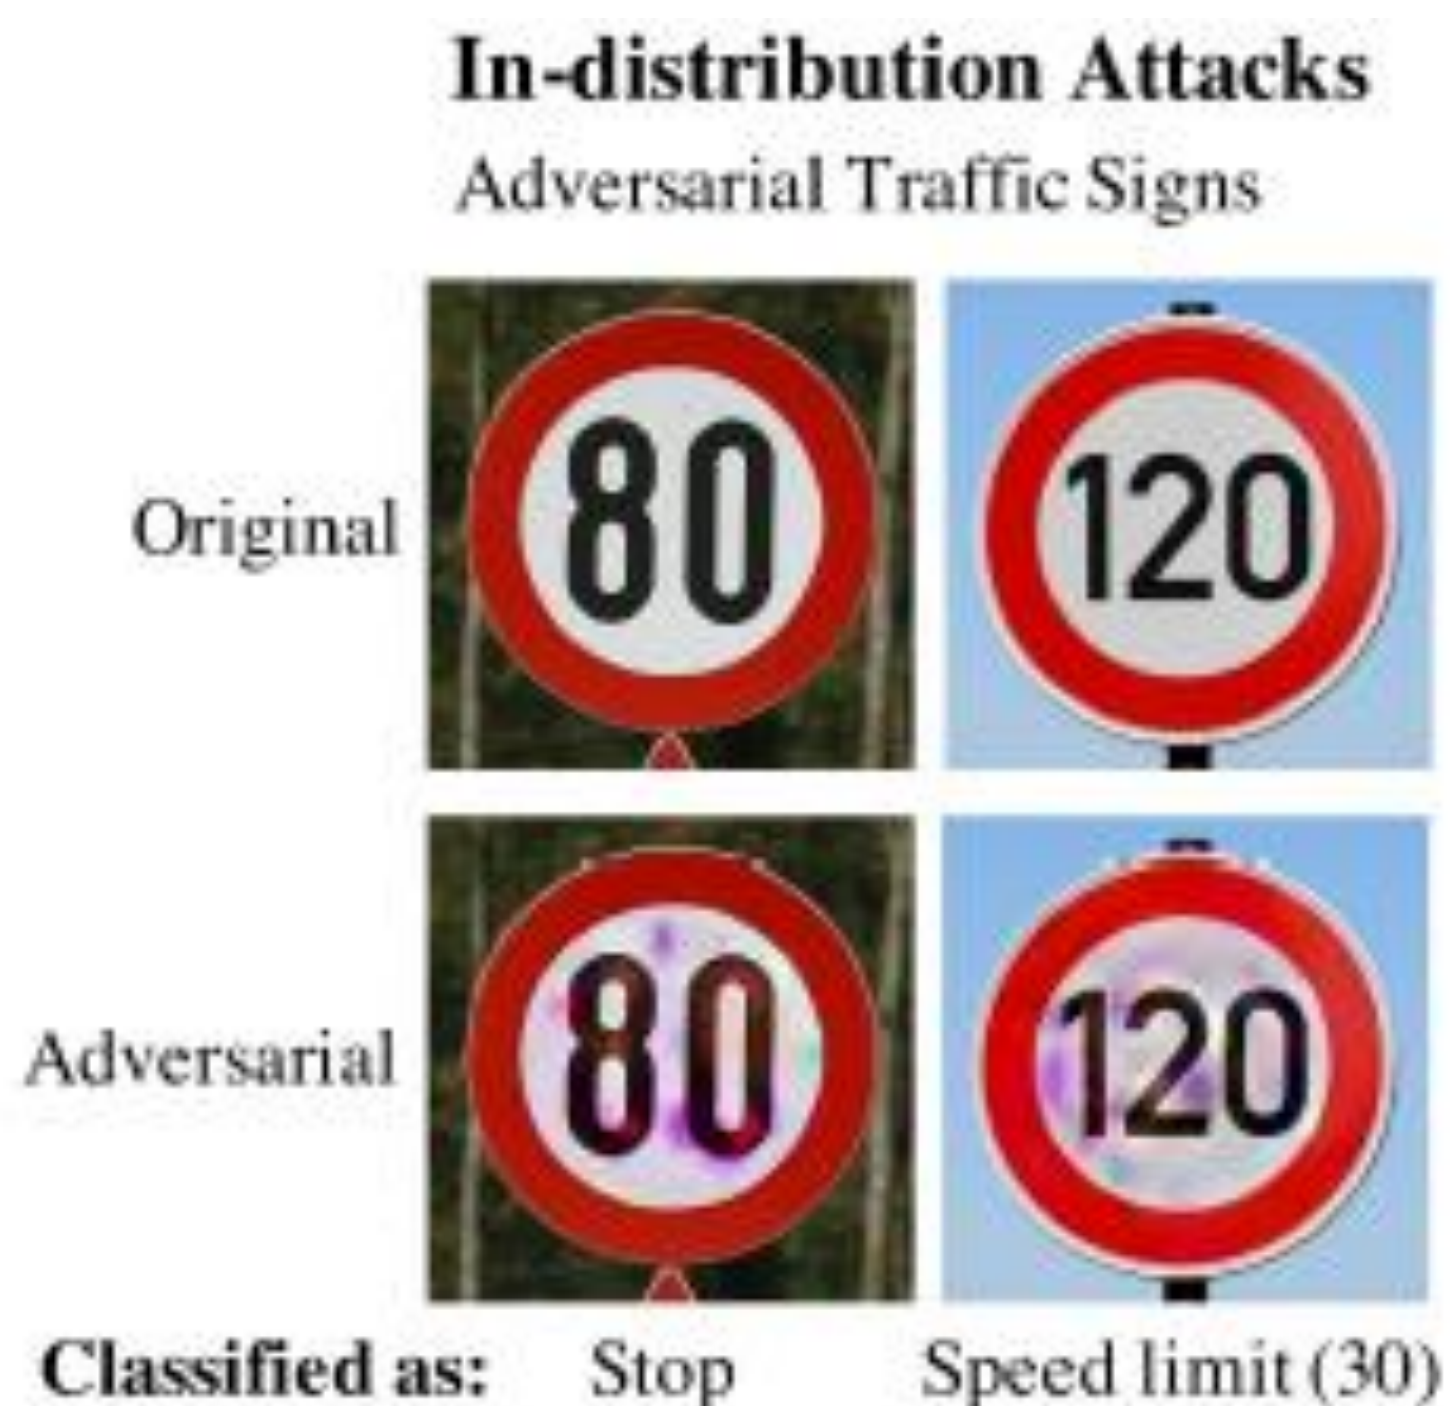 In-distribution Attacks
Adversarial Traffic Signs
Original
80
120
Adversarial
80
120
Classified as: Stop Speed limit (30)